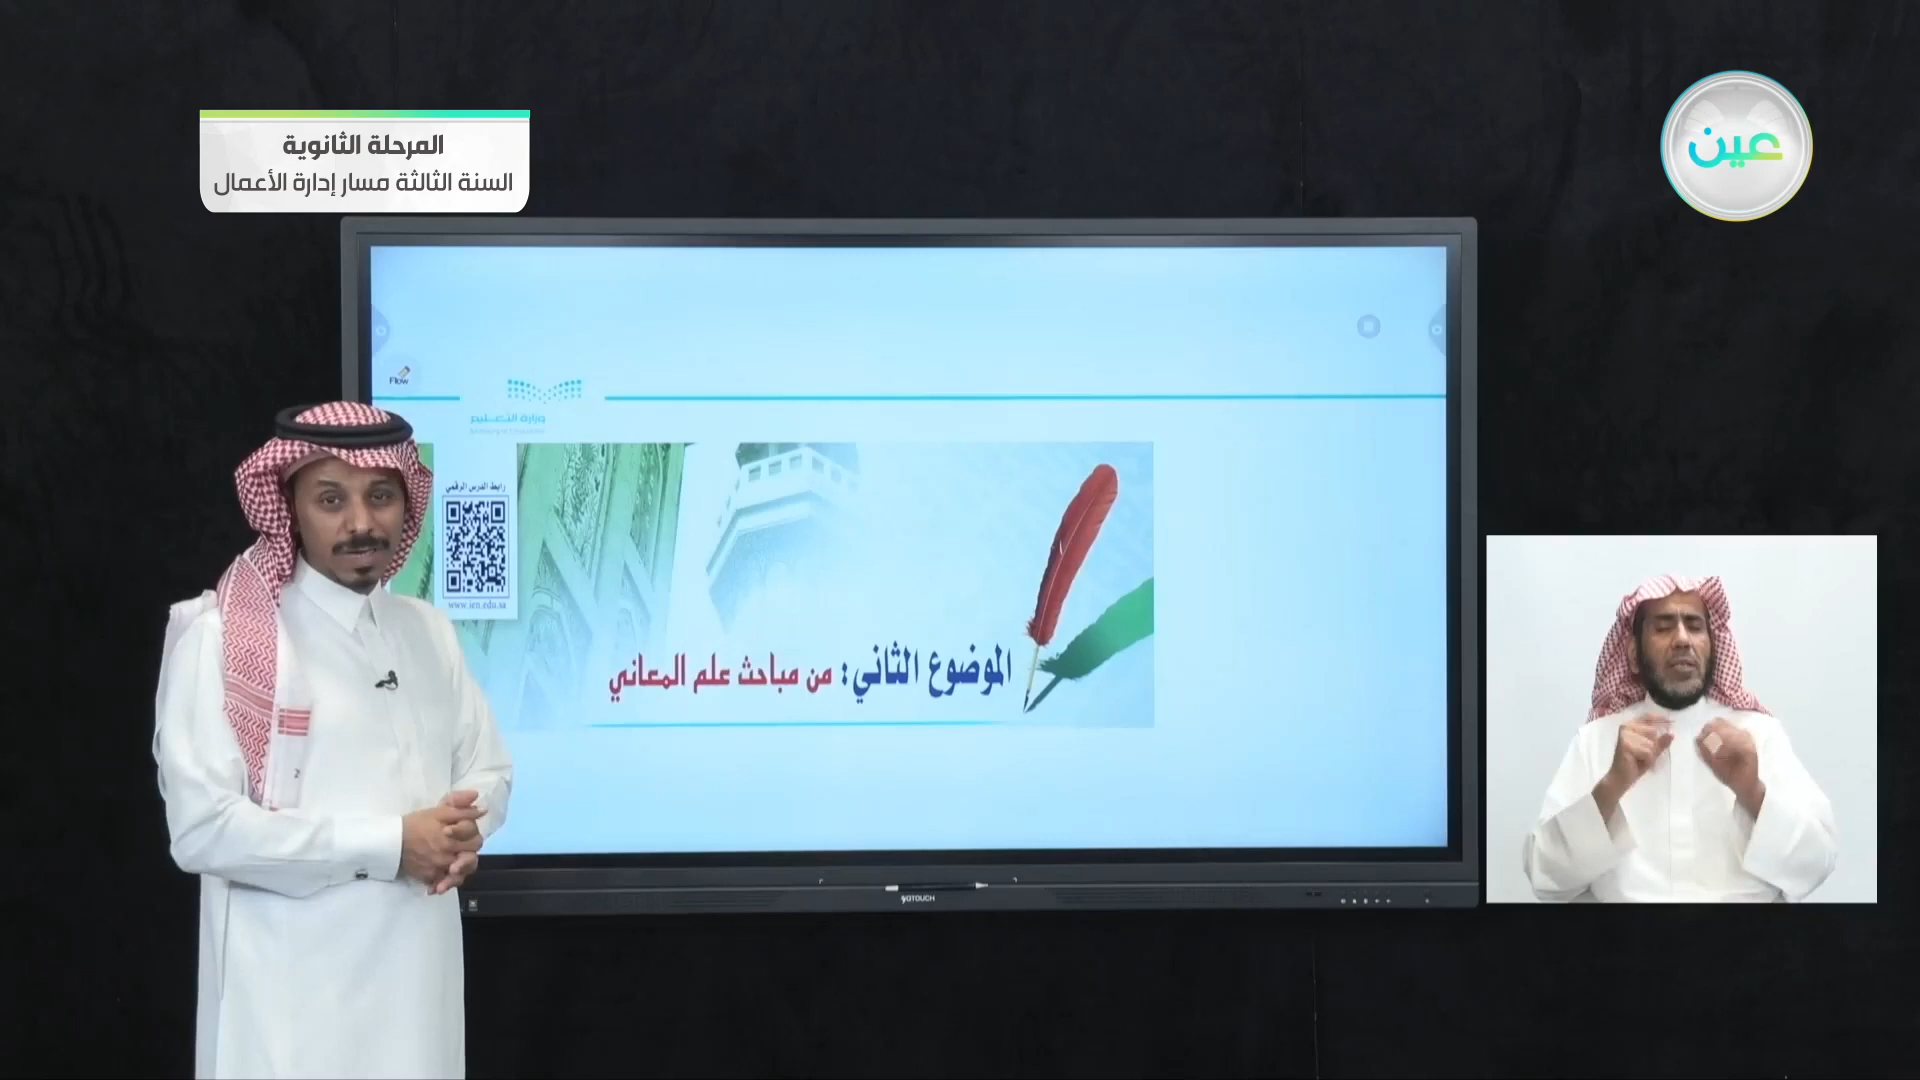 المرحلة الثانوية
السنة الثالثة مسار إدارة الأعمال
عين
Flow
وزارة التعليم
رابط الدرس الرقمي
www.ien.edu.sa
الموضوع الثاني: من مباحث علم المعاني